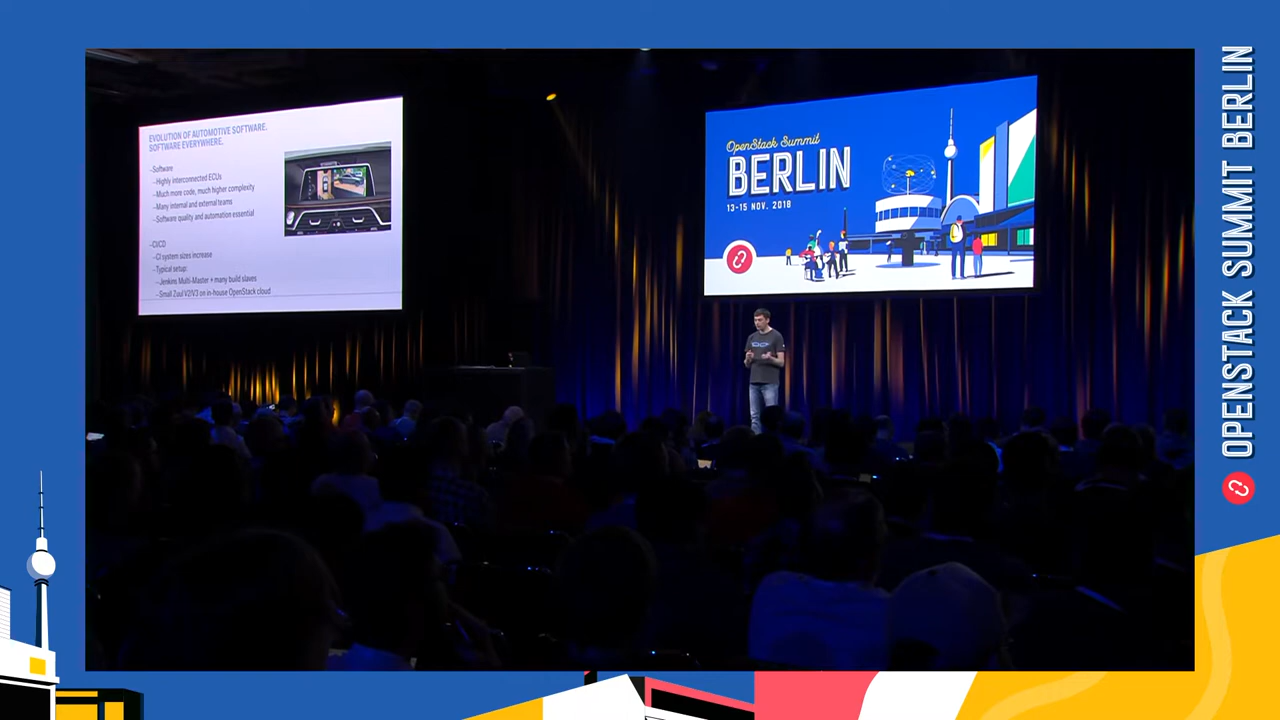 EVOLUTION OF AUTOMOTIVE SOFTWARE.
SOFTWARE EVERYWHERE.
–Software
–Highly interconnected ECUs
–Much more code, much higher complexity
–Many internal and external teams
–Software quality and automation essential
–CI/CD
–CI system sizes increase
–Typical setup:
–Jenkins Multi-Master + many build slaves
–Small Zuul V2/V3 on in-house OpenStack cloud
OpenStack Summit
BERLIN
13-15 NOV. 2018
OPENSTACK SUMMIT BERLIN